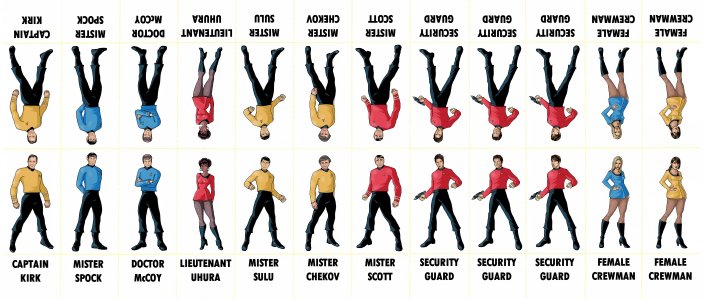 CAPTAIN
KIRK
MISTER
SPOCK
DOCTOR
McCOY
LIEUTENANT
UHURA
MISTER
SULU
MISTER
CHEKOV
MISTER
SCOTT
SECURITY
GUARD
SECURITY
GUARD
SECURITY
GUARD
FEMALE
CREWMAN
FEMALE
CREWMAN
CAPTAIN
KIRK
MISTER
SPOCK
DOCTOR
McCOY
LIEUTENANT
UHURA
MISTER
SULU
MISTER
CHEKOV
MISTER
SCOTT
SECURITY
GUARD
SECURITY
GUARD
SECURITY
GUARD
FEMALE
CREWMAN
FEMALE
CREWMAN